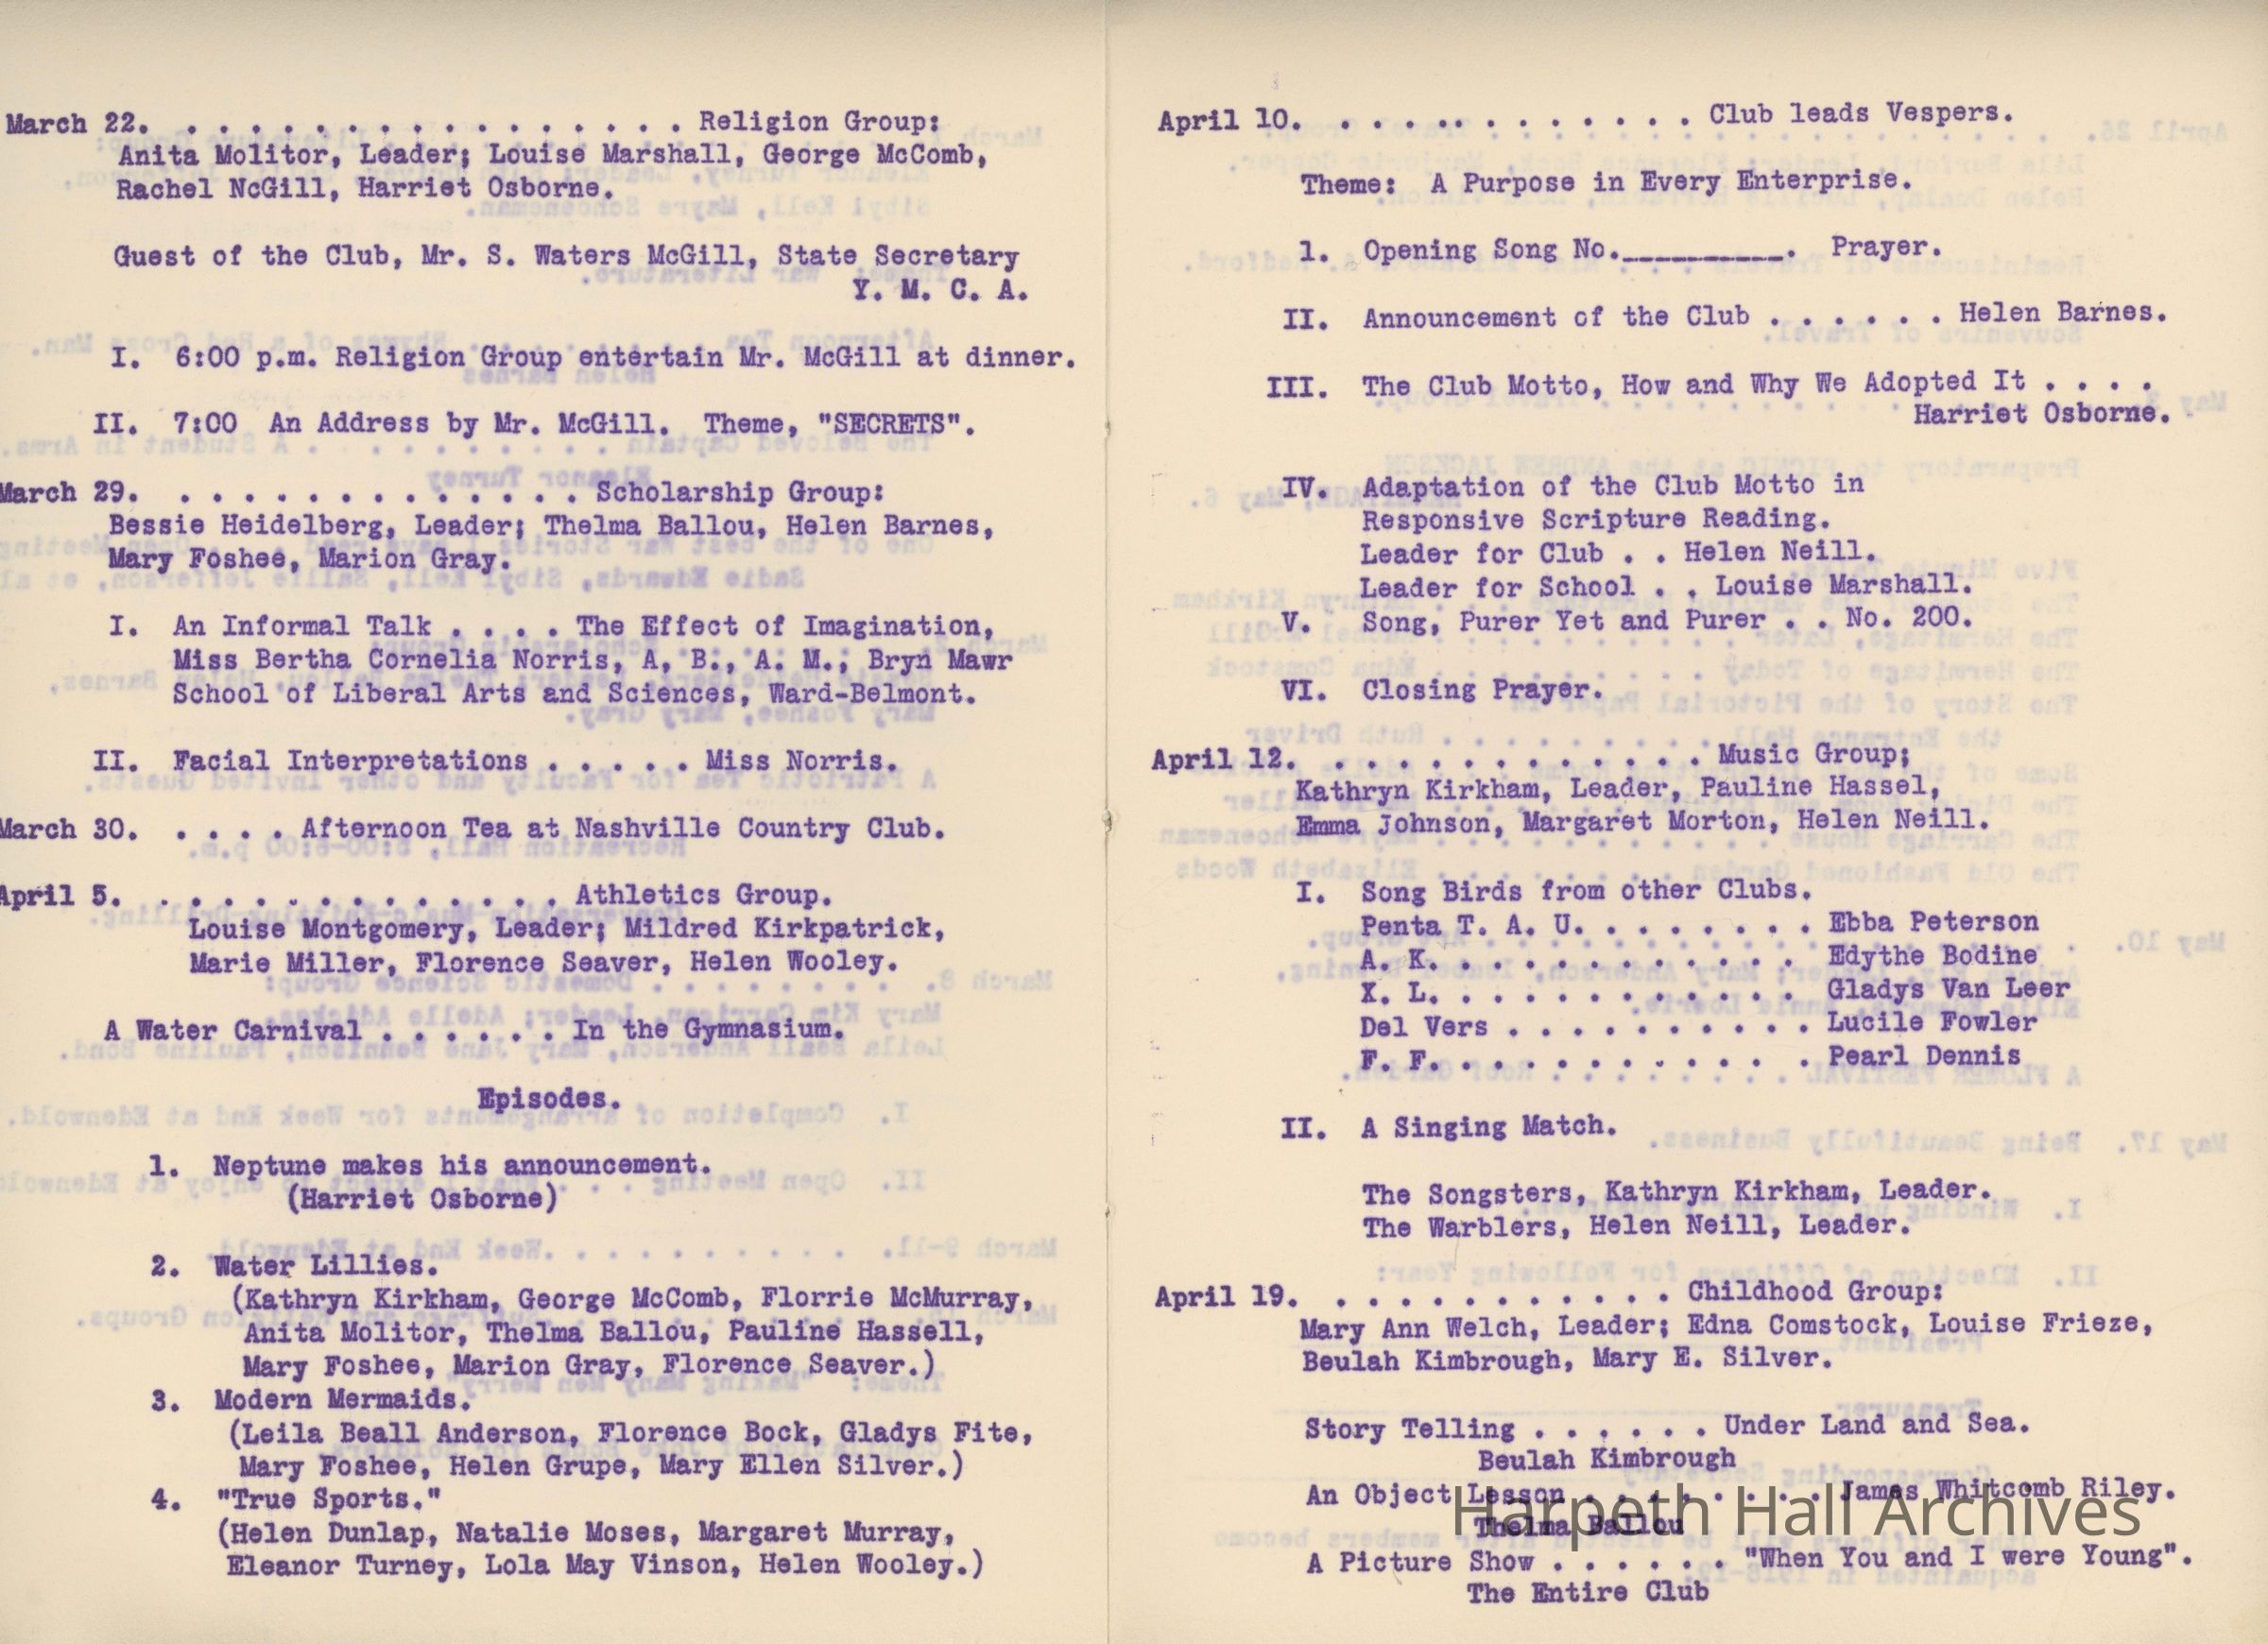 March 22. . . . . . . . . . . . . . . . . . Religion Group:
Anita Molitor, Leader; Louise Marshall, George McComb,
Rachel NcGill, Harriet Osborne.
Guest of the Club, Mr. S. Waters McGill, State Secretary
Y. M. C. A.
I. 6:00 p.m. Religion Group entertain Mr. McGill at dinner.
II. 7:00 An Address by Mr. McGill. Theme, "SECRETS".
March 29. . . . . . . . . . . . . . Scholarship Group:
Bessie Heidelberg, Leader; Thelma Ballou, Helen Barnes,
Mary Foshee, Marion Gray.
I. An Informal Talk . . . . The Effect of Imagination,
Miss Bertha Cornelia Norris, A, B., A. M., Bryn Mawr
School of Liberal Arts and Sciences, Ward-Belmont.
II. Facial Interpretations . . . . . Miss Norris.
March 30. . . . . Afternoon Tea at Nashville Country Club.
April 5. . . . . . . . . . . . . . Athletics Group.
Louise Montgomery, Leader; Mildred Kirkpatrick,
Marie Miller, Florence Seaver, Helen Wooley.
A Water Carnival . . . . . . In the Gymnasium.
Episodes.
1. Neptune makes his announcement.
(Harriet Osborne)
2. Water Lillies.
(Kathryn Kirkham, George McComb, Florrie McMurray,
Anita Molitor, Thelma Ballou, Pauline Hassell,
Mary Foshee, Marion Gray, Florence Seaver.)
3. Modern Mermaids.
(Leila Beall Anderson, Florence Bock, Gladys Fite,
Mary Foshee, Helen Grupe, Mary Ellen Silver.)
4. "True Sports."
(Helen Dunlap, Natalie Moses, Margaret Murray,
Eleanor Turney, Lola May Vinson, Helen Wooley.)
April 10. . . . . . . . . . . . . Club leads Vespers.
Theme: A Purpose in Every Enterprise.
1. Opening Song No.__________. Prayer.
II. Announcement of the Club . . . . . . Helen Barnes.
III. The Club Motto, How and Why We Adopted It . . . .
Harriet Osborne.
IV. Adaptation of the Club Motto in
Responsive Scripture Reading.
Leader for Club . . Helen Neill.
Leader for School . . Louise Marshall.
V. Song, Purer Yet and Purer . . No. 200.
VI. Closing Prayer.
April 12. . . . . . . . . . . . . . Music Group;
Kathryn Kirkham, Leader, Pauline Hassel,
Emma Johnson, Margaret Morton, Helen Neill.
I. Song Birds from other Clubs.
Penta T. A. U. . . . . . . . Ebba Peterson
A. K. . . . . . . . . . . . Edythe Bodine
X. L. . . . . . . . . . . . Gladys Van Leer
Del Vers . . . . . . . . . . Lucile Fowler
F. F. . . . . . . . . . . . . Pearl Dennis
II. A Singing Match.
The Songsters, Kathryn Kirkham, Leader.
The Warblers, Helen Neill, Leader.
April 19. . . . . . . . . . . . Childhood Group:
Mary Ann Welch, Leader; Edna Comstock, Louise Frieze,
Beulah Kimbrough, Mary E. Silver.
Story Telling . . . . . . Under Land and Sea.
Beulah Kimbrough
An Object Lesson . . . . . . . . James Whitcomb Riley.
Harpeth Hall Archives
Thelma Ballou
A Picture Show . . . . . . "When You and I were Young".
The Entire Club